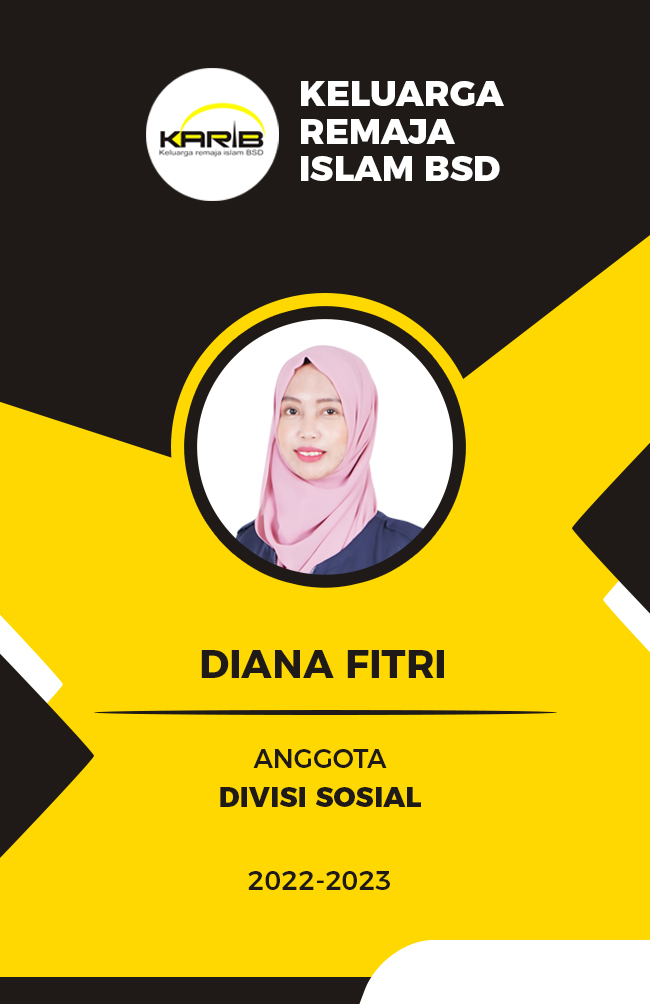 KARIB
Keluarga remaja islam BSD
KELUARGA
REMAJA
ISLAM BSD
DIANA FITRI
ANGGOTA
DIVISI SOSIAL
2022-2023